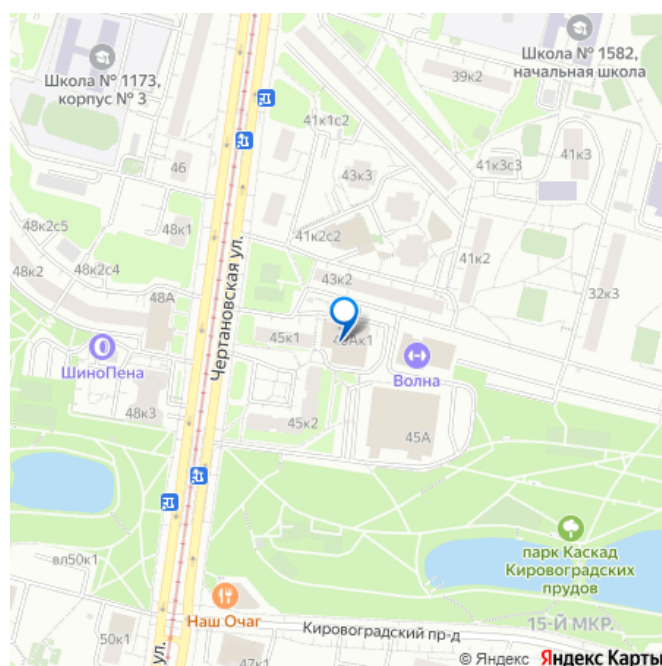 Школа № 1173,
корпус № 3
Школа № 1582,
начальная школа
39к2
41к1с2
41к3с3
41к3
46
43к3
48к2с5
48к1
41к2с2
48к2
48к2с4
41к2
43к2
48А
32к3
Чертановская ул.
45к1
45Ак1
ШиноПена
Волна
48к3
45к2
45А
парк Каскад
Кировоградских
прудов
вл50к1
Наш Очаг
Кировоградский пр-д
15-Й МКР.
50к1
ул.
47к1
© Яндекс Яндекс Карты